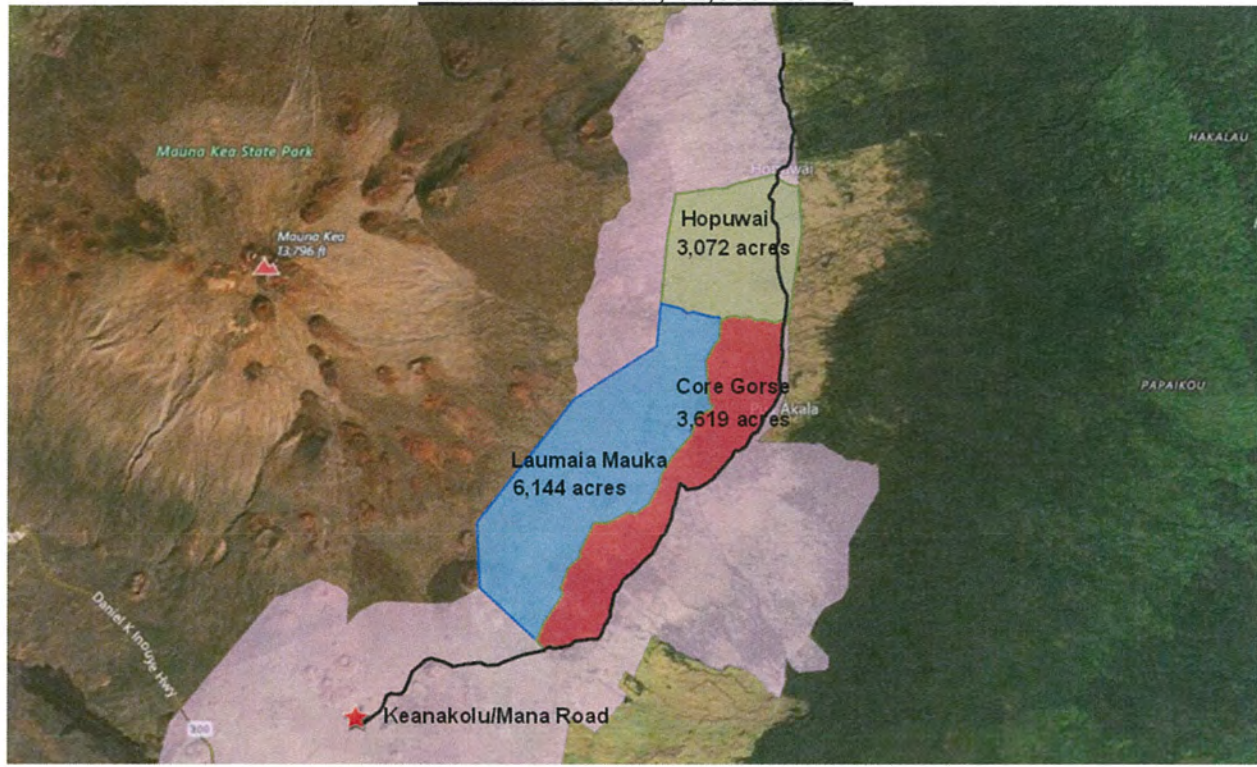 HAKALAU
Mauna Kea State Park
Hopuwai
3,072 acres
Mauna Kea
13,796 ft
Core Gorse
3,619 acres
PAPAIKOU
Akala
Laumaia Mauka
6,144 acres
Daniel K Inouye Hwy
Keanakolu/Mana Road
200